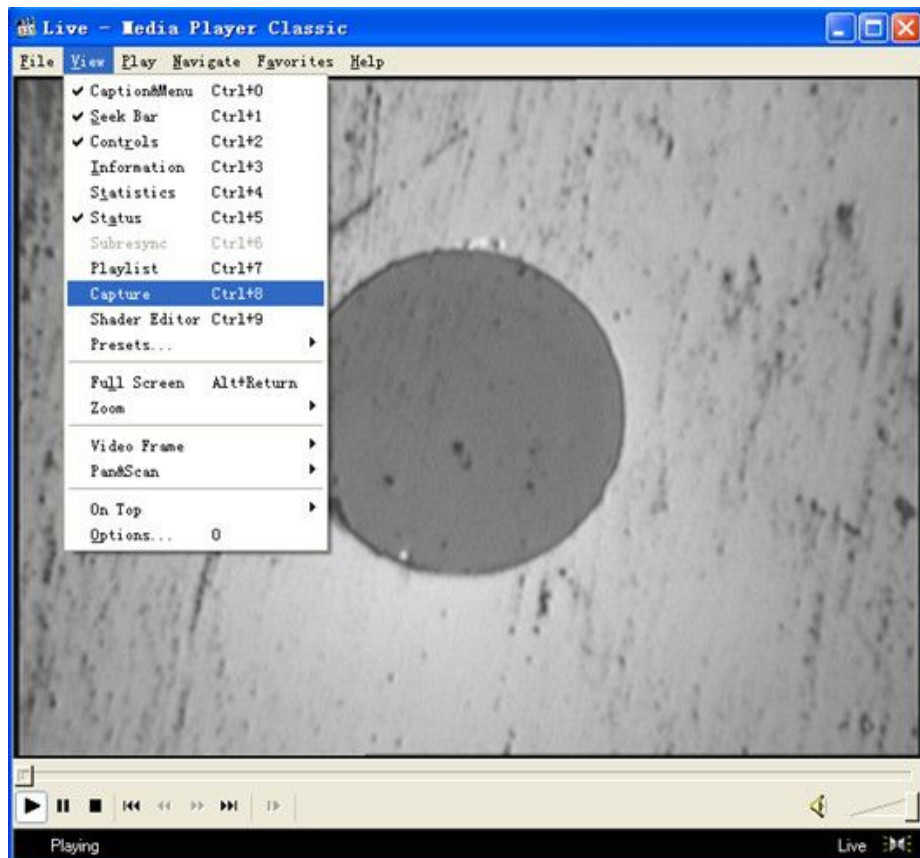 Live - Media Player Classic
File View Play Navigate Favorites Help
Caption&Menu Ctrl+0
Seek Bar Ctrl+1
Controls Ctrl+2
Information Ctrl+3
Statistics Ctrl+4
Status Ctrl+5
Subresync Ctrl+6
Playlist Ctrl+7
Capture Ctrl+8
Shader Editor Ctrl+9
Presets...
Full Screen Alt+Return
Zoom
Video Frame
Pan&Scan
On Top
Options... O
Playing Live